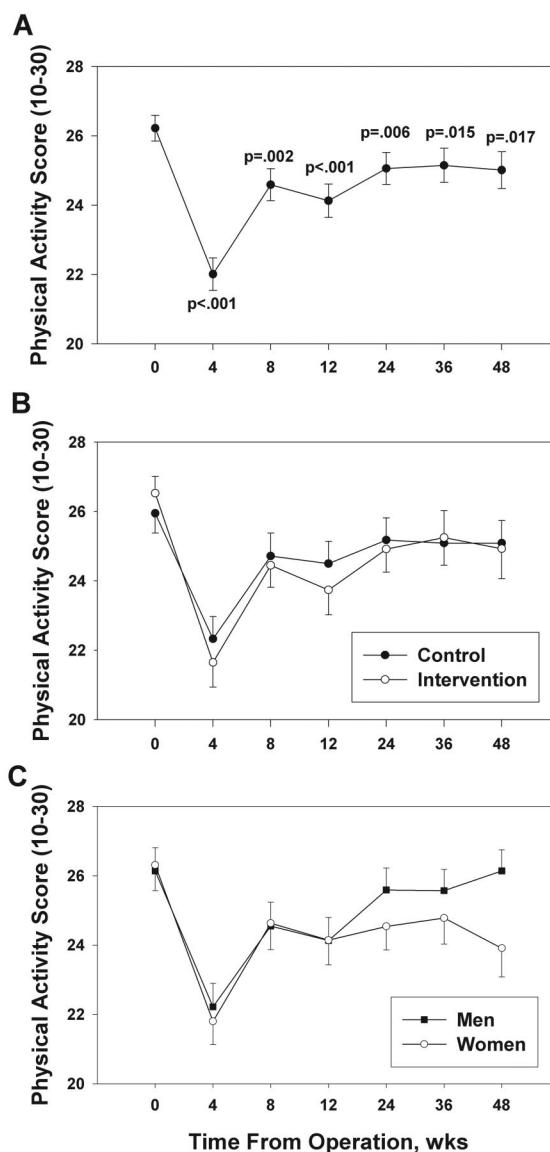 A
Physical Activity Score (10-30)
28
26
24
22
20
p<.001
p=.002
p<.001
p=.006
p=.015
p=.017
0 4 8 12 24 36 48
B
Physical Activity Score (10-30)
28
26
24
22
20
Control
Intervention
0 4 8 12 24 36 48
C
Physical Activity Score (10-30)
28
26
24
22
20
Men
Women
0 4 8 12 24 36 48
Time From Operation, wks